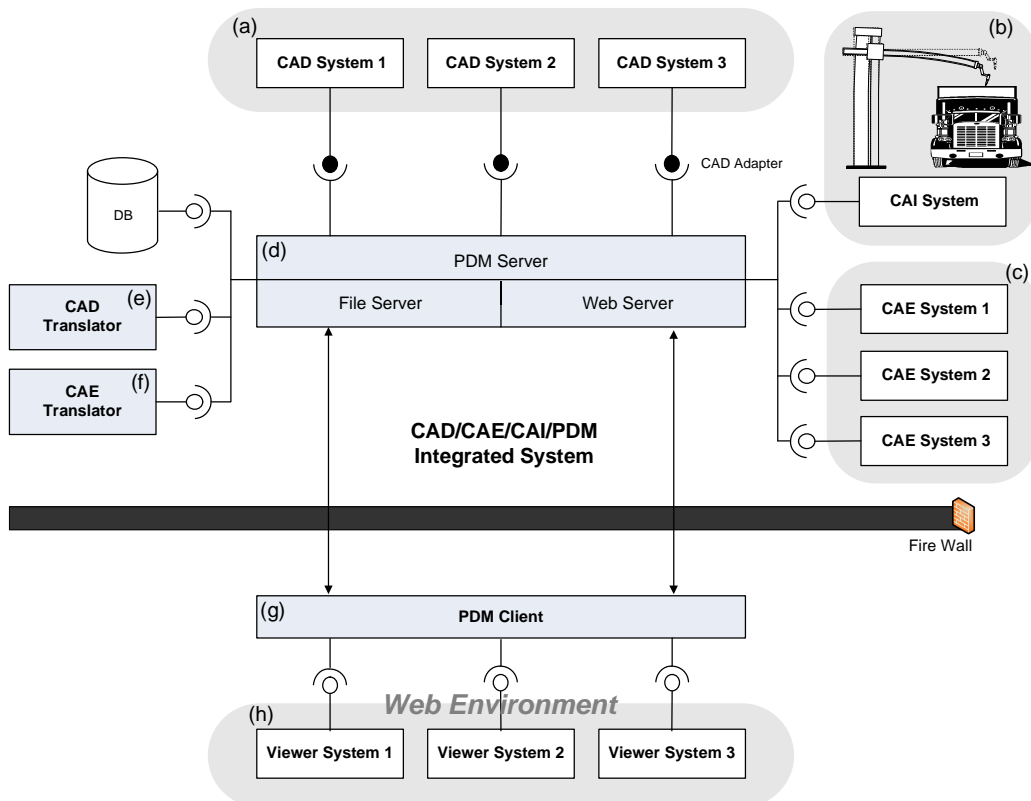 (a)
CAD System 1
CAD System 2
CAD System 3
(b)
CAD Adapter
CAI System
DB
(d)
PDM Server
File Server
Web Server
(c)
CAE System 1
CAE System 2
CAE System 3
(e)
CAD
Translator
(f)
CAE
Translator
CAD/CAE/CAI/PDM
Integrated System
Fire Wall
(g)
PDM Client
Web Environment
(h)
Viewer System 1
Viewer System 2
Viewer System 3